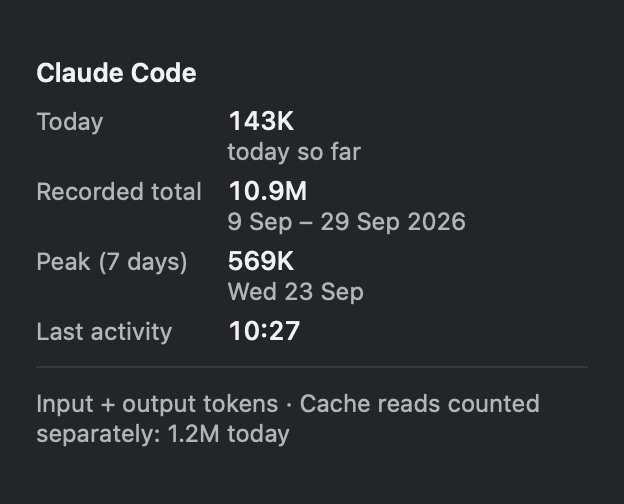 Claude Code
Today 143K
today so far
Recorded total 10.9M
9 Sep – 29 Sep 2026
Peak (7 days) 569K
Wed 23 Sep
Last activity 10:27
Input + output tokens · Cache reads counted
separately: 1.2M today